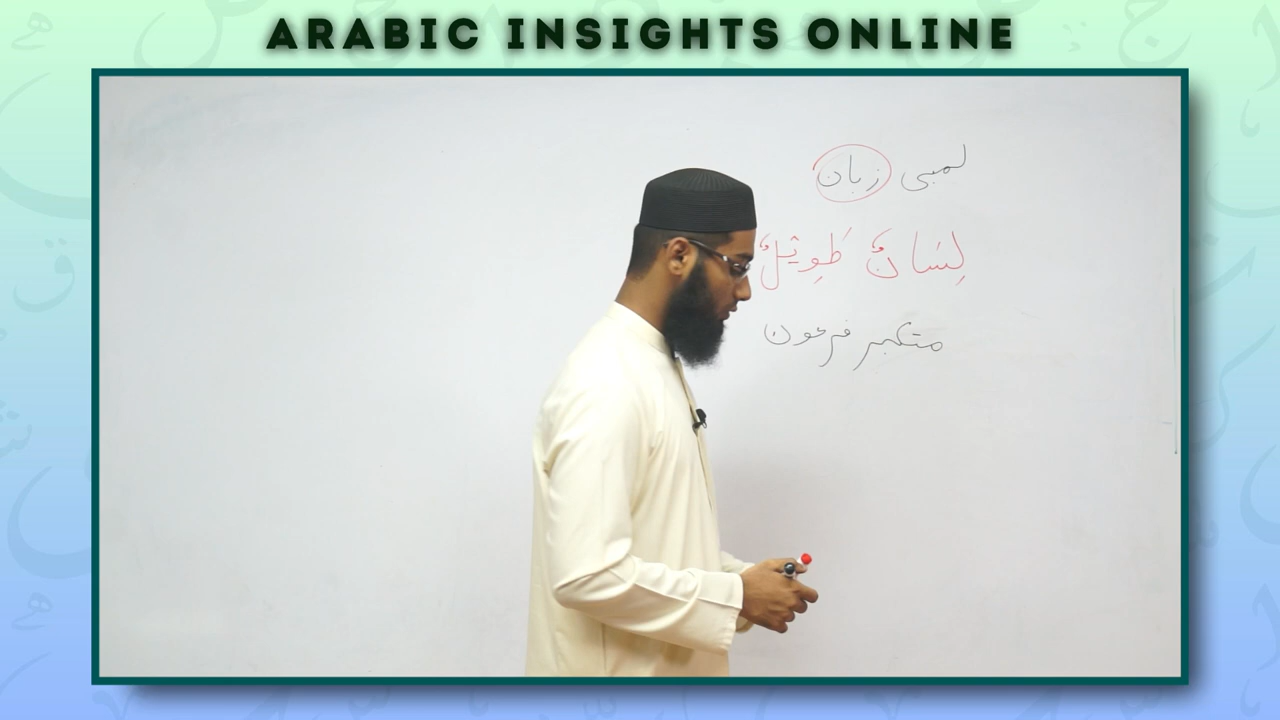 ARABIC INSIGHTS ONLINE
لمبی زبان
لِسَانٌ طَوِيْلٌ
متکبر فرعون